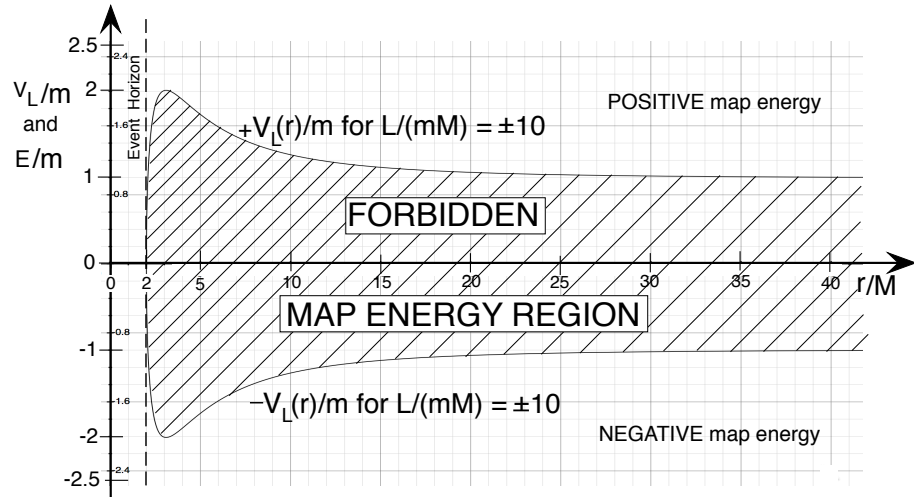 2.5
2.4
Event Horizon
2
V_L/m
and
E/m
POSITIVE map energy
+V_L(r)/m for L/(mM) = ±10
1.6
1
0.8
FORBIDDEN
0
0
2
5
10
15
20
25
30
35
40
r/M
MAP ENERGY REGION
-0.8
-1
-1.6
−V_L(r)/m for L/(mM) = ±10
-2
NEGATIVE map energy
-2.4
-2.5